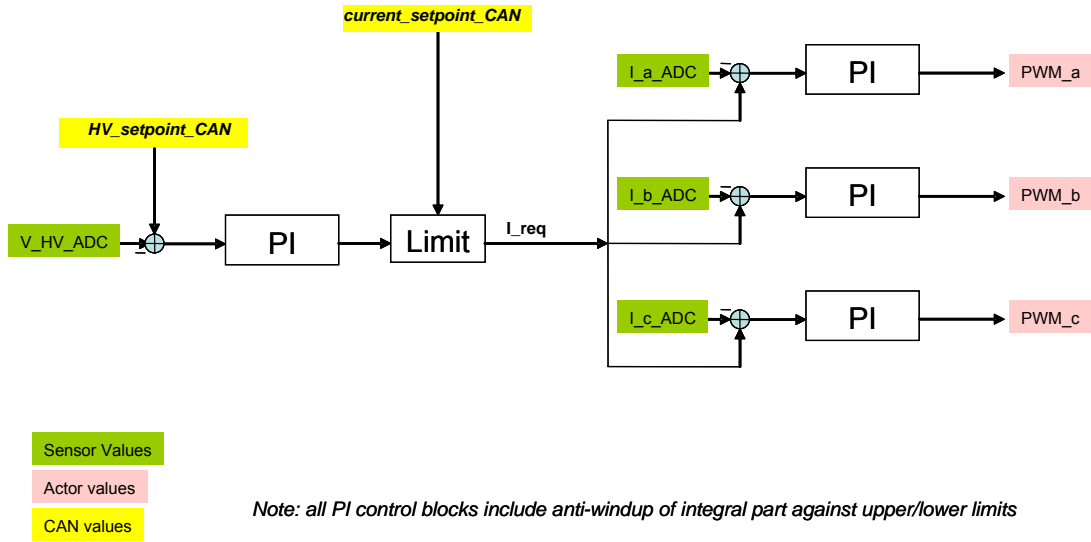 current_setpoint_CAN
HV_setpoint_CAN
V_HV_ADC
–
PI
Limit
I_req
I_a_ADC
–
PI
PWM_a
I_b_ADC
–
PI
PWM_b
I_c_ADC
–
PI
PWM_c
Sensor Values
Actor values
CAN values
Note: all PI control blocks include anti-windup of integral part against upper/lower limits